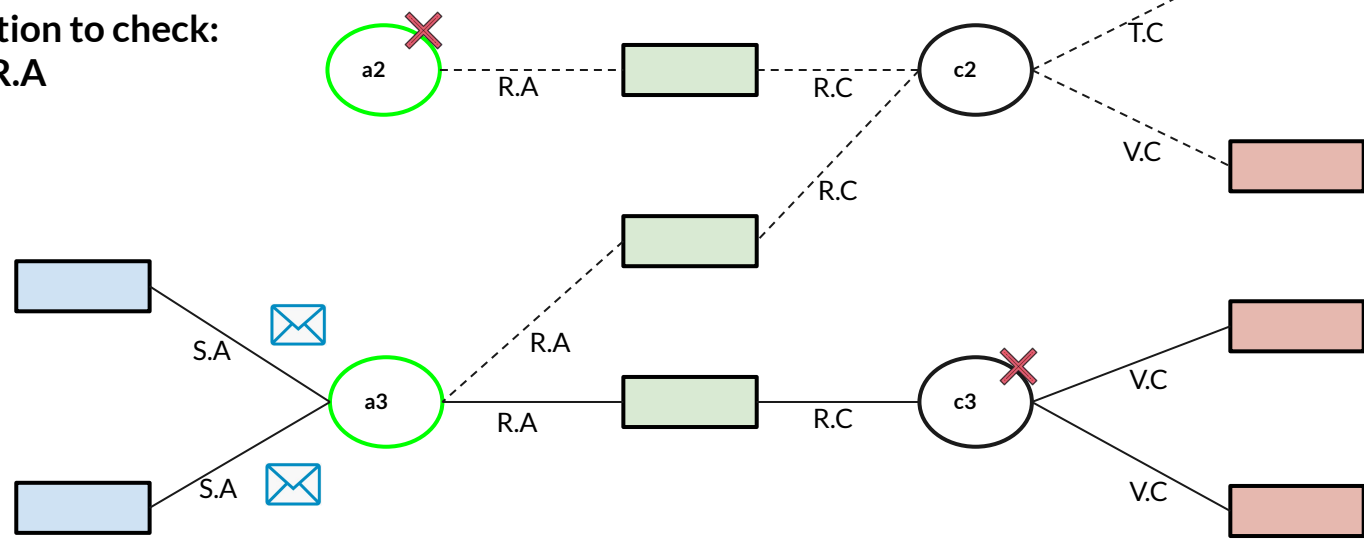 tion to check:
R.A
a2
R.A
R.C
c2
T.C
V.C
R.C
R.A
S.A
a3
R.A
R.C
c3
V.C
S.A
V.C